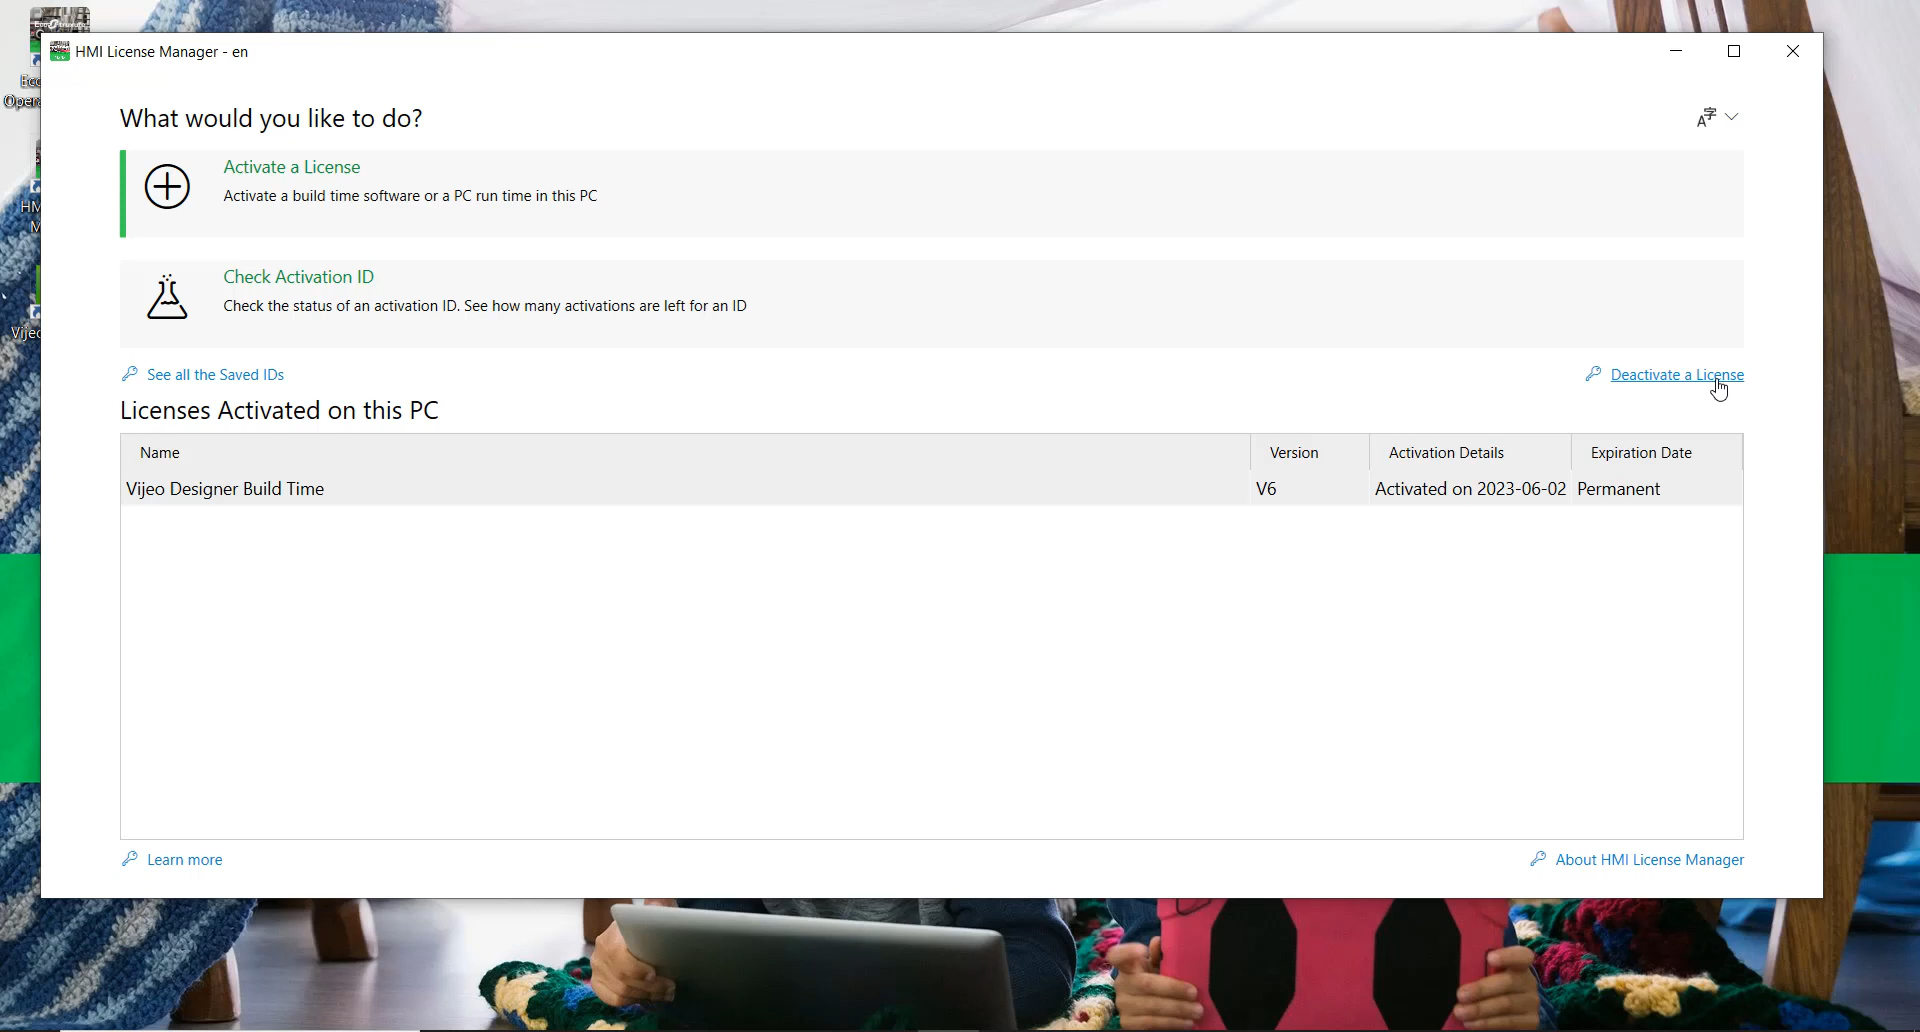 HMI License Manager - en
What would you like to do?
A字
Activate a License
Activate a build time software or a PC run time in this PC
Check Activation ID
Check the status of an activation ID. See how many activations are left for an ID
See all the Saved IDs
Deactivate a License
Licenses Activated on this PC
Name Version Activation Details Expiration Date
Vijeo Designer Build Time V6 Activated on 2023-06-02 Permanent
Learn more
About HMI License Manager